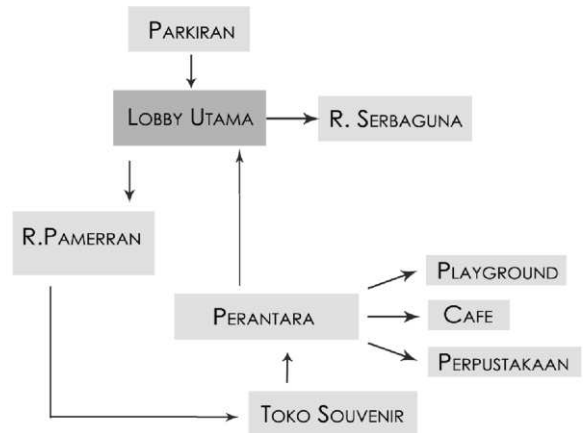 PARKIRAN
LOBBY UTAMA
R. SERBAGUNA
R.PAMERRAN
PLAYGROUND
PERANTARA
CAFE
PERPUSTAKAAN
TOKO SOUVENIR